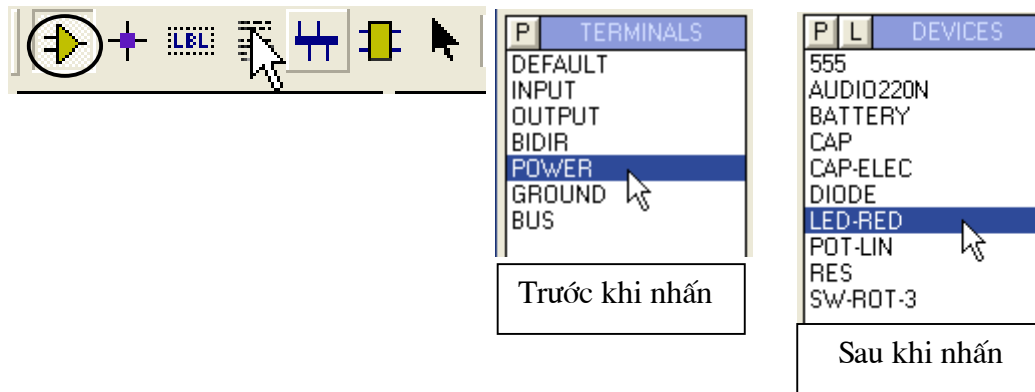 LBL
P TERMINALS
DEFAULT
INPUT
OUTPUT
BIDIR
POWER
GROUND
BUS
Trước khi nhấn
P L DEVICES
555
AUDIO220N
BATTERY
CAP
CAP-ELEC
DIODE
LED-RED
POT-LIN
RES
SW-ROT-3
Sau khi nhấn